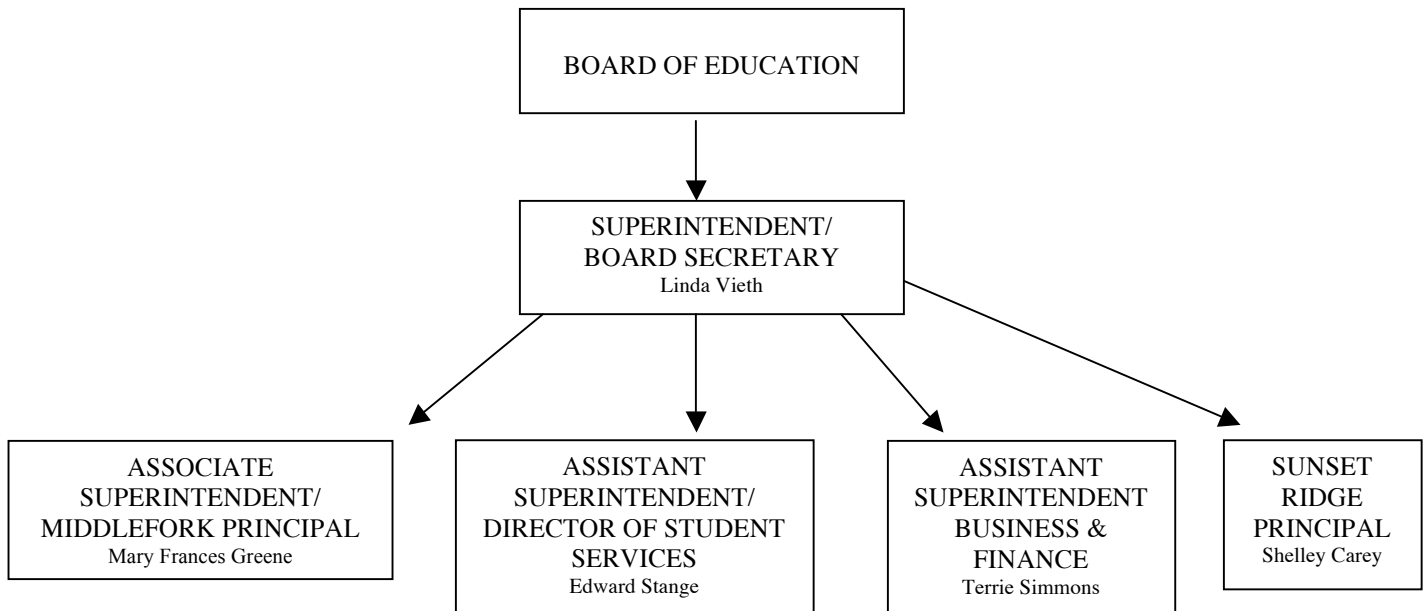 BOARD OF EDUCATION
SUPERINTENDENT/
BOARD SECRETARY
Linda Vieth
ASSOCIATE
SUPERINTENDENT/
MIDDLEFORK PRINCIPAL
Mary Frances Greene
ASSISTANT
SUPERINTENDENT/
DIRECTOR OF STUDENT
SERVICES
Edward Stange
ASSISTANT
SUPERINTENDENT
BUSINESS &
FINANCE
Terrie Simmons
SUNSET
RIDGE
PRINCIPAL
Shelley Carey